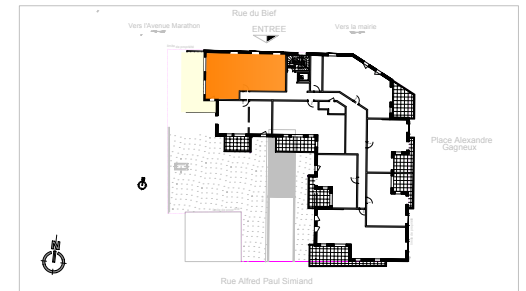 Rue du Bief
Vers l'Avenue Marathon
ENTREE
Vers la mairie
Place Alexandre
Gagneux
N
Rue Alfred Paul Simiand